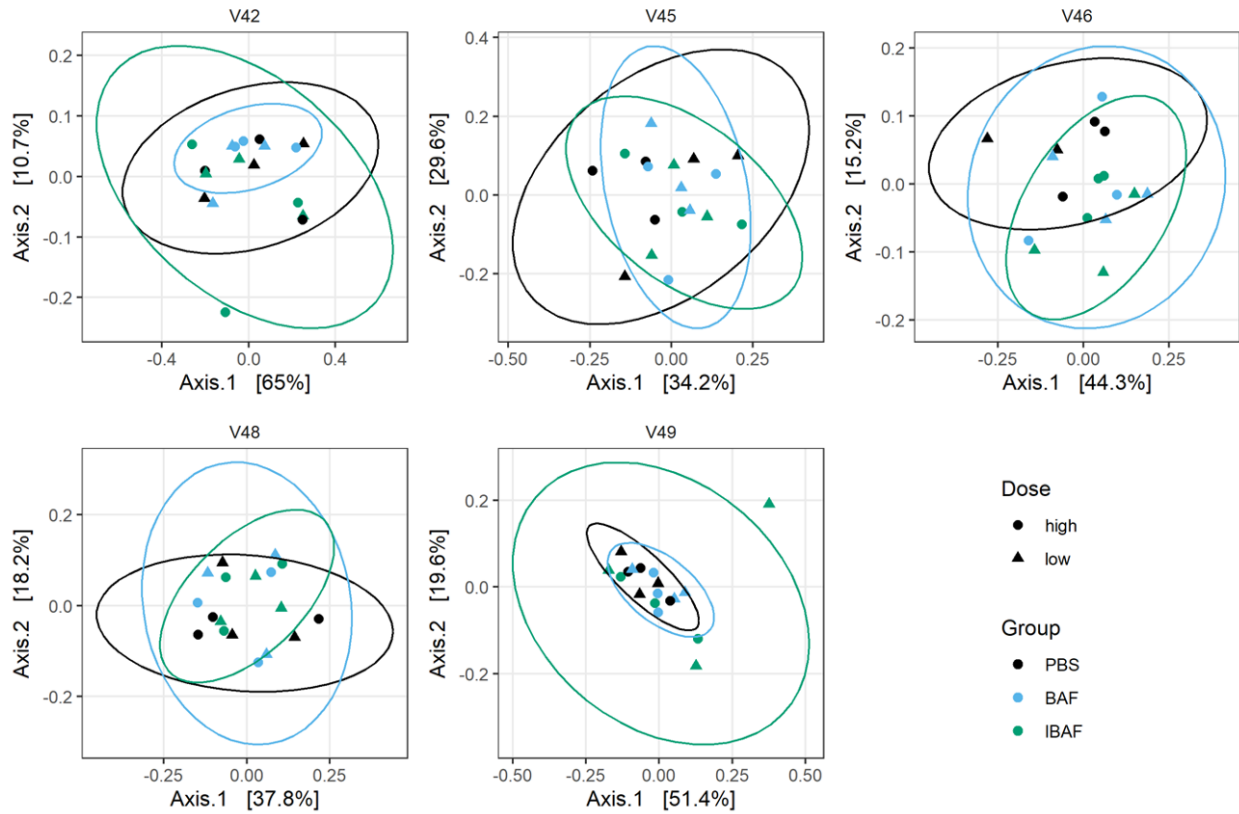 V42
V45
V46
0.2
0.1
0.0
-0.1
-0.2
Axis.2 [10.7%]
-0.4
0.0
0.4
Axis.1 [65%]
0.4
0.2
0.0
-0.2
Axis.2 [29.6%]
-0.50
-0.25
0.00
0.25
Axis.1 [34.2%]
0.2
0.1
0.0
-0.1
-0.2
Axis.2 [15.2%]
-0.25
0.00
0.25
Axis.1 [44.3%]
V48
V49
0.2
0.0
-0.2
Axis.2 [18.2%]
-0.25
0.00
0.25
Axis.1 [37.8%]
0.2
0.0
-0.2
Axis.2 [19.6%]
-0.50
-0.25
0.00
0.25
0.50
Axis.1 [51.4%]
Dose
high
low
Group
PBS
BAF
IBAF